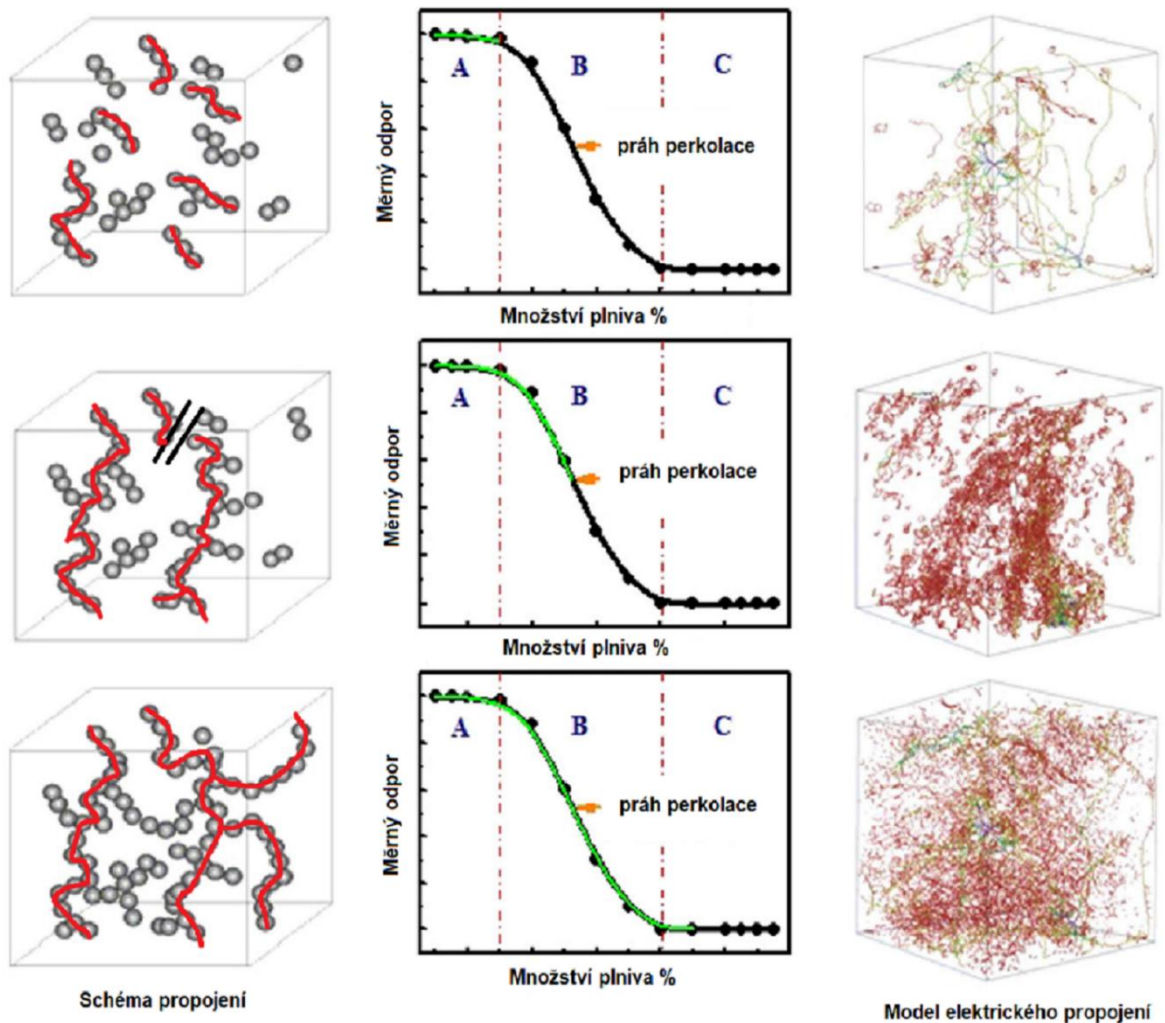 A
B
C
práh perkolace
Měrný odpor
Množství plniva %
A
B
C
práh perkolace
Měrný odpor
Množství plniva %
A
B
C
práh perkolace
Měrný odpor
Množství plniva %
Schéma propojení
Model elektrického propojení